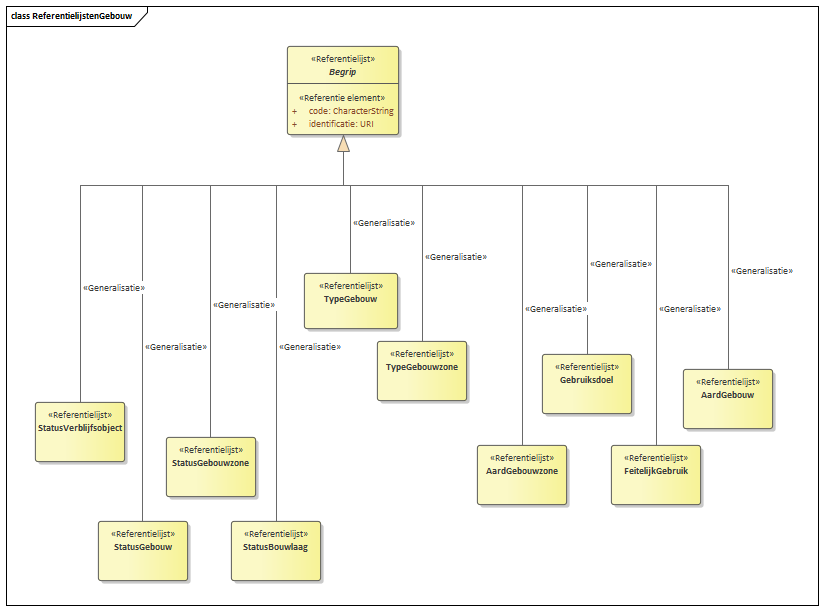 class ReferentielijstenGebouw
«Referentielijst»
Begrip
«Referentie element»
+ code: CharacterString
+ identificatie: URI
«Generalisatie»
«Generalisatie»
«Generalisatie»
«Generalisatie»
«Generalisatie»
«Generalisatie»
«Generalisatie»
«Generalisatie»
«Generalisatie»
«Generalisatie»
«Referentielijst»
TypeGebouw
«Referentielijst»
TypeGebouwzone
«Referentielijst»
Gebruiksdoel
«Referentielijst»
AardGebouw
«Referentielijst»
StatusVerblijfsobject
«Referentielijst»
StatusGebouwzone
«Referentielijst»
AardGebouwzone
«Referentielijst»
FeitelijkGebruik
«Referentielijst»
StatusGebouw
«Referentielijst»
StatusBouwlaag